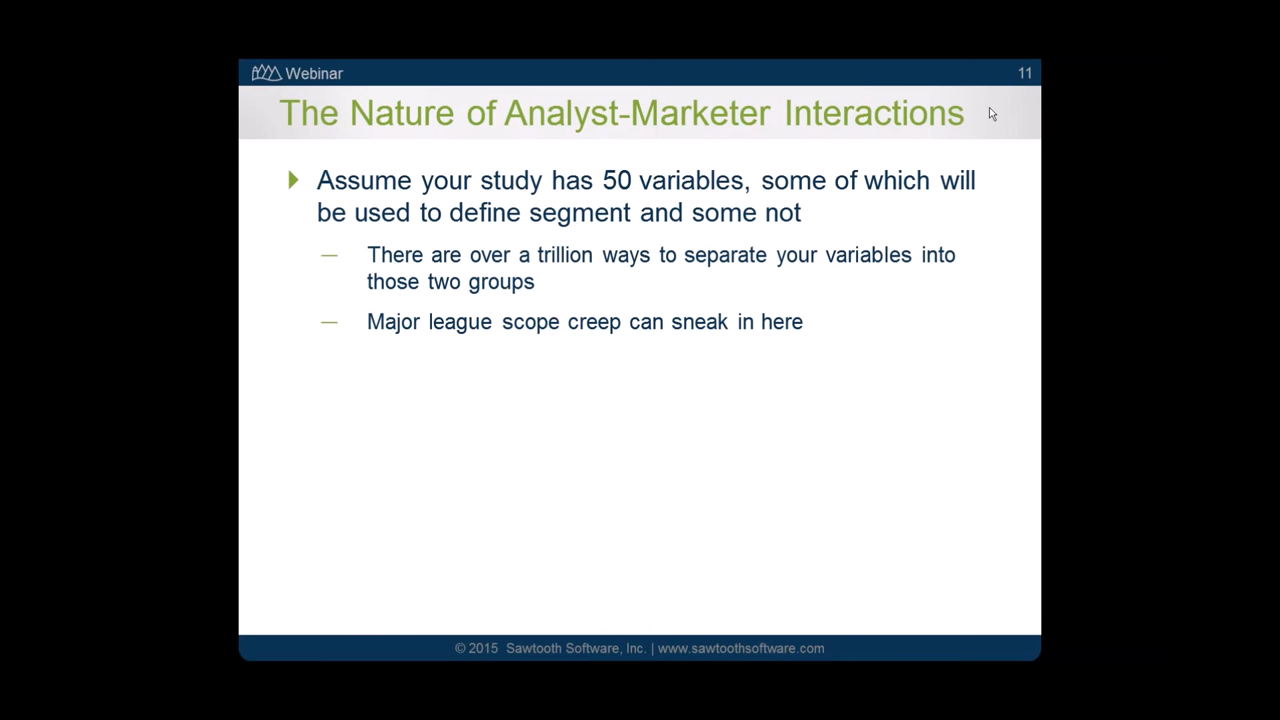 Webinar
11
The Nature of Analyst-Marketer Interactions
Assume your study has 50 variables, some of which will
be used to define segment and some not
— There are over a trillion ways to separate your variables into
those two groups
— Major league scope creep can sneak in here
© 2015 Sawtooth Software, Inc. | www.sawtoothsoftware.com